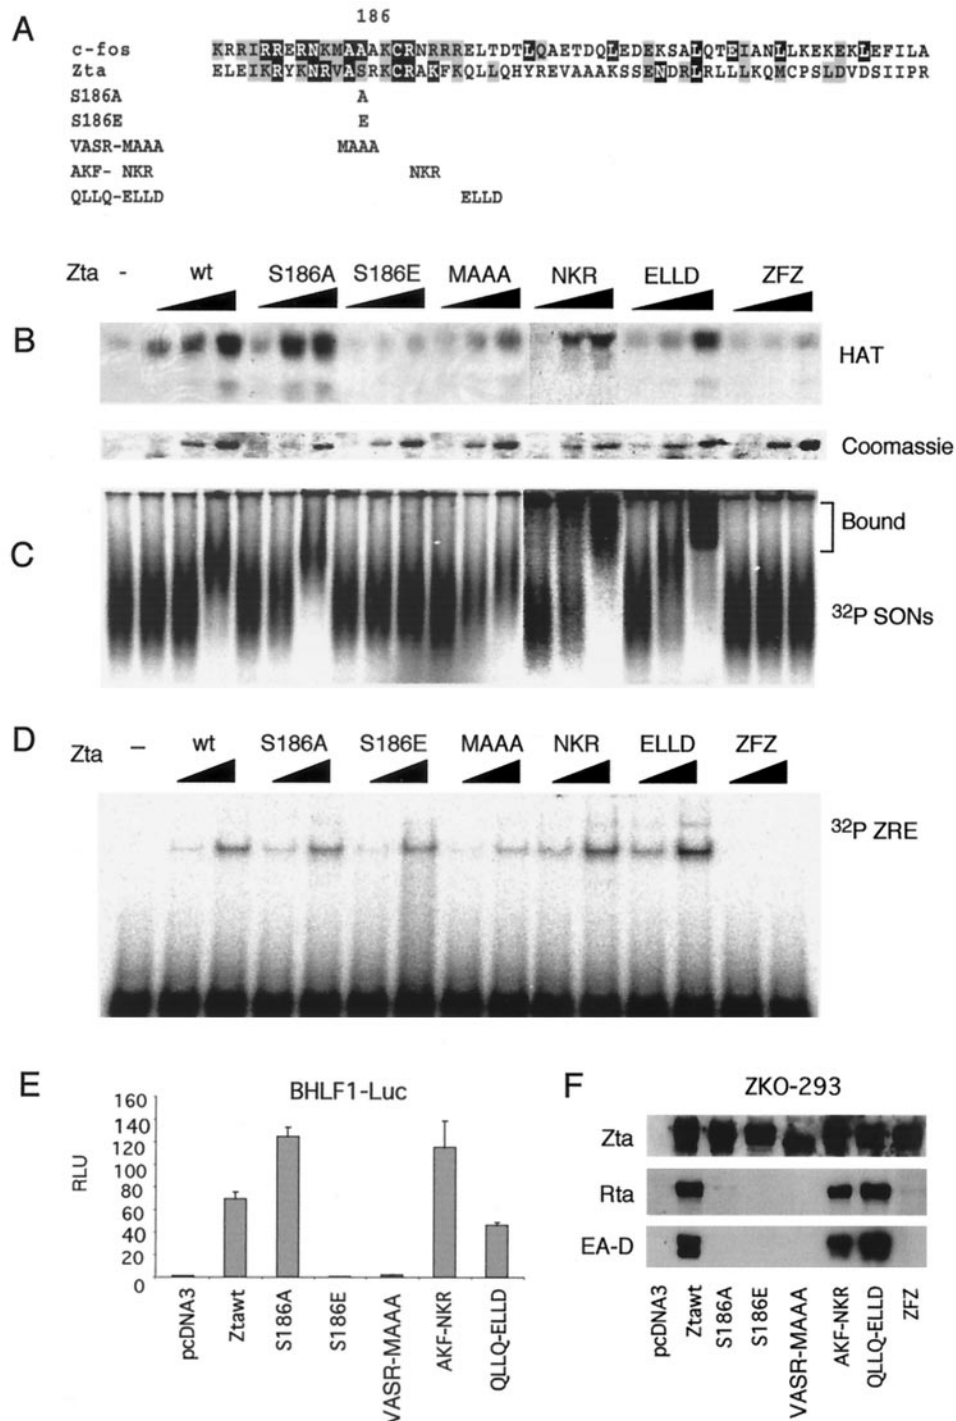 A
186
c-fos KRRIRRERNKMAAAKCRNRRRELTDTLQAETDQLEDEKSALQTEIANLLKEKEKLEFILA
Zta ELEIKRYKNRVASRKCRAKFKQLLQHYREVAAAKSSENDRLRLLLKQMCPSLDVDSIIPR
S186A A
S186E E
VASR-MAAA MAAA
AKF- NKR NKR
QLLQ-ELLD ELLD
Zta - wt S186A S186E MAAA NKR ELLD ZFZ
B
HAT
Coomassie
C
Bound
32P SONs
D
Zta – wt S186A S186E MAAA NKR ELLD ZFZ
32P ZRE
E
BHLF1-Luc
RLU
160
140
120
100
80
60
40
20
0
pcDNA3
Ztawt
S186A
S186E
VASR-MAAA
AKF-NKR
QLLQ-ELLD
F
ZKO-293
Zta
Rta
EA-D
pcDNA3
Ztawt
S186A
S186E
VASR-MAAA
AKF-NKR
QLLQ-ELLD
ZFZ